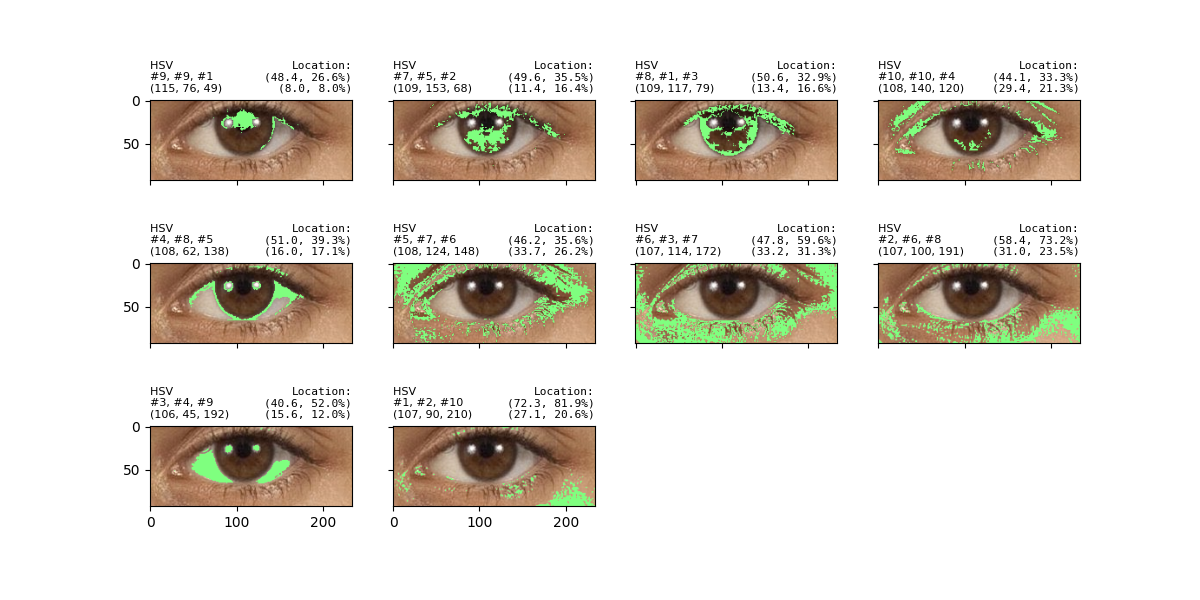 HSV Location:
#9, #9, #1 (48.4, 26.6%)
(115, 76, 49) (8.0, 8.0%)
HSV Location:
#7, #5, #2 (49.6, 35.5%)
(109, 153, 68) (11.4, 16.4%)
HSV Location:
#8, #1, #3 (50.6, 32.9%)
(109, 117, 79) (13.4, 16.6%)
HSV Location:
#10, #10, #4 (44.1, 33.3%)
(108, 140, 120) (29.4, 21.3%)
0
50
HSV Location:
#4, #8, #5 (51.0, 39.3%)
(108, 62, 138) (16.0, 17.1%)
HSV Location:
#5, #7, #6 (46.2, 35.6%)
(108, 124, 148) (33.7, 26.2%)
HSV Location:
#6, #3, #7 (47.8, 59.6%)
(107, 114, 172) (33.2, 31.3%)
HSV Location:
#2, #6, #8 (58.4, 73.2%)
(107, 100, 191) (31.0, 23.5%)
0
50
HSV Location:
#3, #4, #9 (40.6, 52.0%)
(106, 45, 192) (15.6, 12.0%)
HSV Location:
#1, #2, #10 (72.3, 81.9%)
(107, 90, 210) (27.1, 20.6%)
0
50
0 100 200
0 100 200